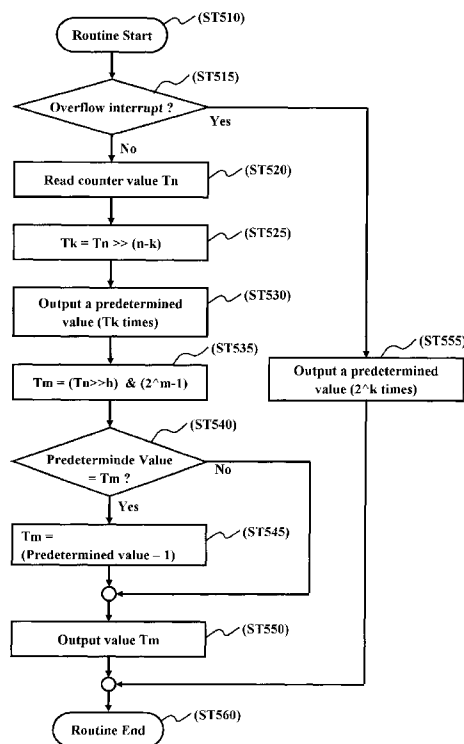 (ST510)
Routine Start
(ST515)
Overflow interrupt ?
Yes
No
(ST520)
Read counter value Tn
(ST525)
Tk = Tn >> (n-k)
(ST530)
Output a predetermined
value (Tk times)
(ST535)
Tm = (Tn>>h) & (2^m-1)
(ST555)
Output a predetermined
value (2^k times)
(ST540)
Predeterminde Value
= Tm ?
No
Yes
(ST545)
Tm =
(Predetermined value – 1)
(ST550)
Output value Tm
(ST560)
Routine End